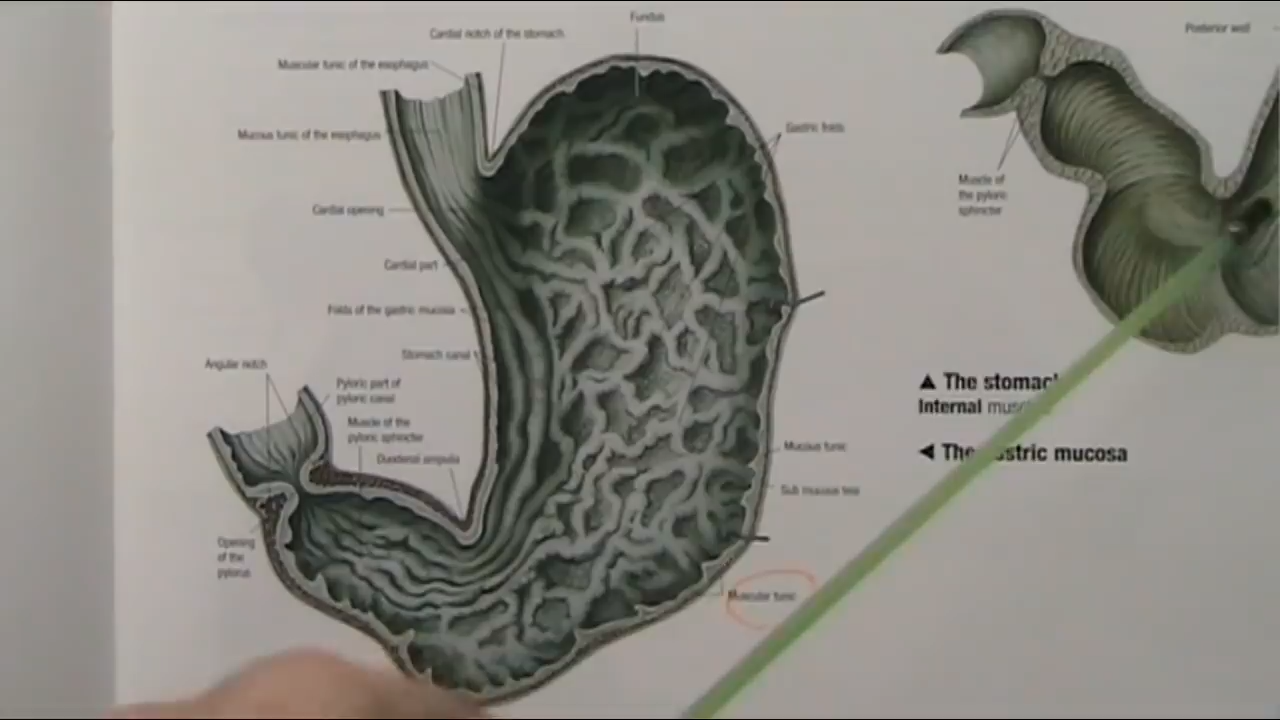 Fundus
Cardial notch of the stomach
Muscular tunic of the esophagus
Mucous tunic of the esophagus
Gastric folds
Cardial opening
Cardial part
Folds of the gastric mucosa
Stomach canal
Angular notch
Pyloric part of
pyloric canal
Muscle of the
pyloric sphincter
Duodenal ampulla
Opening
of the
pylorus
Mucous tunic
Sub mucous tela
Muscular tunic
Posterior wall
Muscle of
the pyloric
sphincter
▲ The stomach
Internal
◀ The gastric mucosa